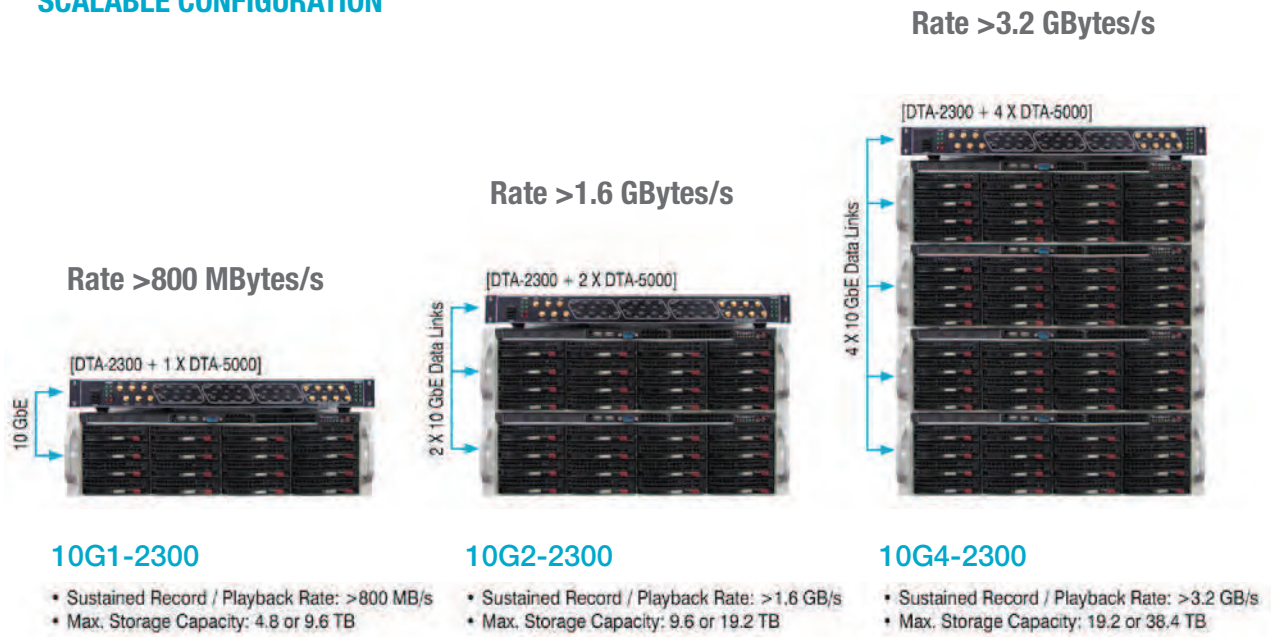 SCALABLE CONFIGURATION
Rate >3.2 GBytes/s
[DTA-2300 + 4 X DTA-5000]
4 X 10 GbE Data Links
Rate >1.6 GBytes/s
[DTA-2300 + 2 X DTA-5000]
2 X 10 GbE Data Links
Rate >800 MBytes/s
[DTA-2300 + 1 X DTA-5000]
10 GbE
10G1-2300
• Sustained Record / Playback Rate: >800 MB/s
• Max. Storage Capacity: 4.8 or 9.6 TB
10G2-2300
• Sustained Record / Playback Rate: >1.6 GB/s
• Max. Storage Capacity: 9.6 or 19.2 TB
10G4-2300
• Sustained Record / Playback Rate: >3.2 GB/s
• Max. Storage Capacity: 19.2 or 38.4 TB